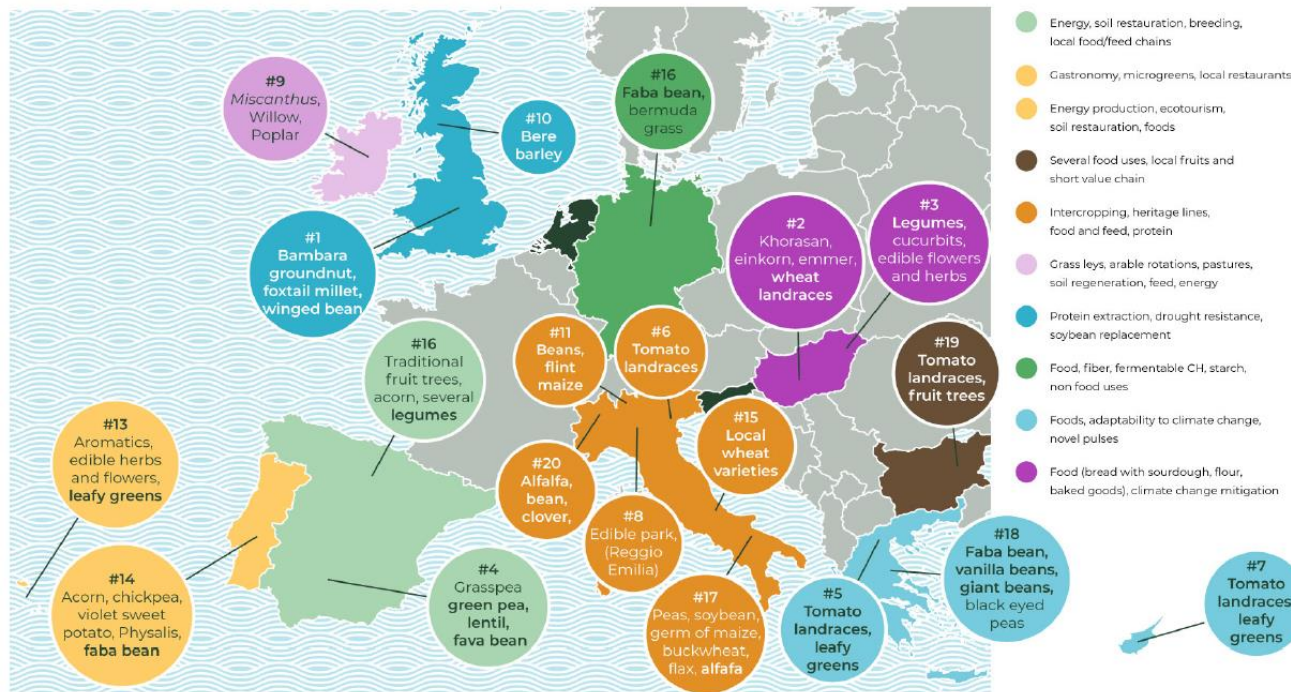 #9
Miscanthus,
Willow,
Poplar
#10
Bere
barley
#16
Faba bean,
bermuda
grass
#1
Bambara
groundnut,
foxtail millet,
winged bean
#2
Khorasan,
einkorn, emmer,
wheat
landraces
#3
Legumes,
cucurbits,
edible flowers
and herbs
#16
Traditional
fruit trees,
acorn, several
legumes
#11
Beans,
flint
maize
#6
Tomato
landraces
#19
Tomato
landraces,
fruit trees
#13
Aromatics,
edible herbs
and flowers,
leafy greens
#20
Alfalfa,
bean,
clover,
#15
Local
wheat
varieties
#8
Edible park,
(Reggio
Emilia)
#14
Acorn, chickpea,
violet sweet
potato, Physalis,
faba bean
#4
Grasspea
green pea,
lentil,
fava bean
#17
Peas, soybean,
germ of maize,
buckwheat,
flax, alfafa
#5
Tomato
landraces,
leafy
greens
#18
Faba bean,
vanilla beans,
giant beans,
black eyed
peas
#7
Tomato
landraces,
leafy
greens
Energy, soil restauration, breeding,
local food/feed chains
Gastronomy, microgreens, local restaurants
Energy production, ecotourism,
soil restauration, foods
Several food uses, local fruits and
short value chain
Intercropping, heritage lines,
food and feed, protein
Grass leys, arable rotations, pastures,
soil regeneration, feed, energy
Protein extraction, drought resistance,
soybean replacement
Food, fiber, fermentable CH, starch,
non food uses
Foods, adaptability to climate change,
novel pulses
Food (bread with sourdough, flour,
baked goods), climate change mitigation